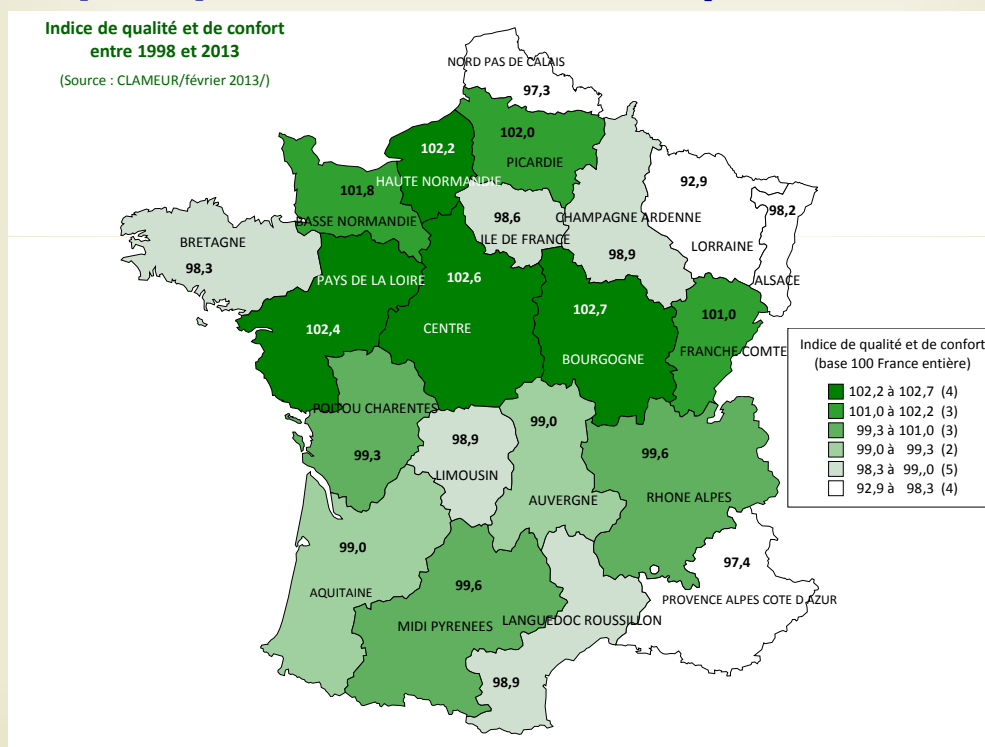 Indice de qualité et de confort
entre 1998 et 2013
(Source : CLAMEUR/février 2013/)
NORD PAS DE CALAIS
97,3
102,0
PICARDIE
102,2
HAUTE NORMANDIE
101,8
BASSE NORMANDIE
98,6
ILE DE FRANCE
CHAMPAGNE ARDENNE
98,9
92,9
LORRAINE
98,2
ALSACE
BRETAGNE
98,3
PAYS DE LA LOIRE
102,4
102,6
CENTRE
102,7
BOURGOGNE
101,0
FRANCHE COMTE
POITOU CHARENTES
99,3
98,9
LIMOUSIN
99,0
AUVERGNE
99,6
RHONE ALPES
99,0
AQUITAINE
99,6
MIDI PYRENEES
LANGUEDOC ROUSSILLON
98,9
97,4
PROVENCE ALPES COTE D AZUR
Indice de qualité et de confort
(base 100 France entière)
102,2 à 102,7 (4)
101,0 à 102,2 (3)
99,3 à 101,0 (3)
99,0 à 99,3 (2)
98,3 à 99,,0 (5)
92,9 à 98,3 (4)